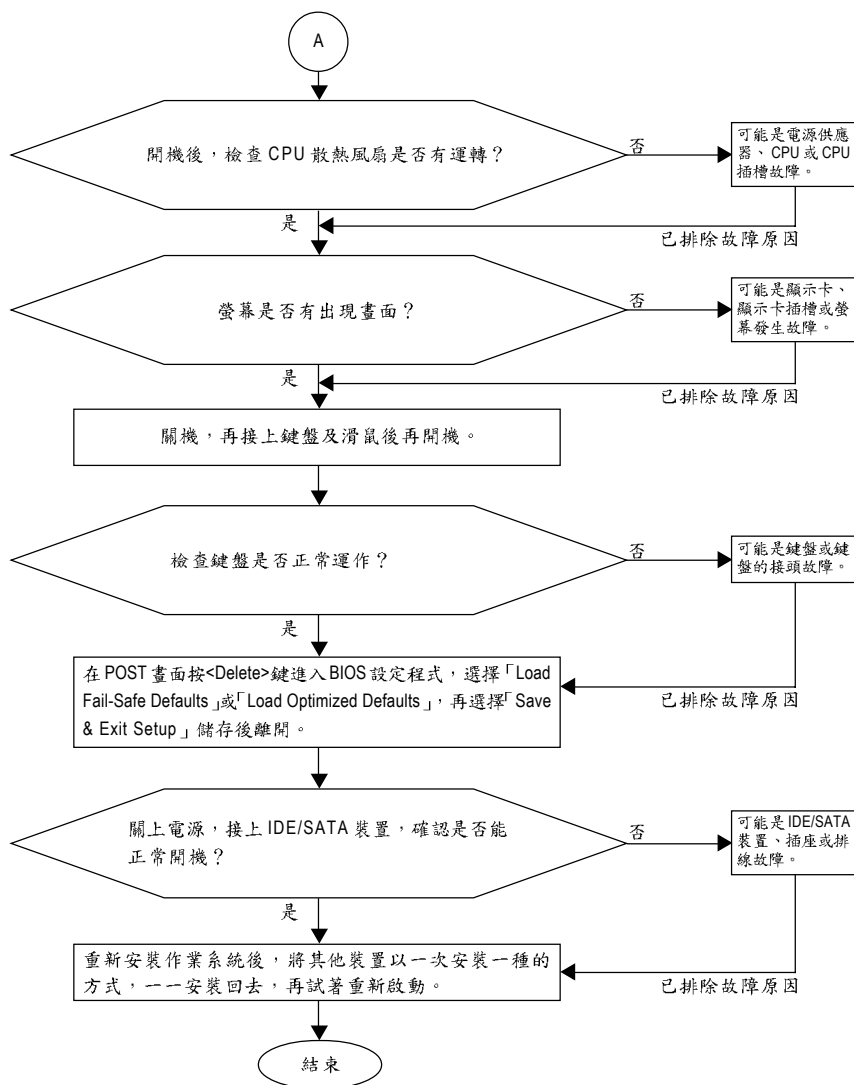 A
開機後，檢查 CPU 散熱風扇是否有運轉？
否
可能是電源供應
器、CPU 或 CPU
插槽故障。
是
已排除故障原因
螢幕是否有出現畫面？
否
可能是顯示卡、
顯示卡插槽或螢
幕發生故障。
是
已排除故障原因
關機，再接上鍵盤及滑鼠後再開機。
檢查鍵盤是否正常運作？
否
可能是鍵盤或鍵
盤的接頭故障。
是
在 POST 畫面按<Delete>鍵進入 BIOS 設定程式，選擇「Load
Fail-Safe Defaults」或「Load Optimized Defaults」，再選擇「Save
& Exit Setup」儲存後離開。
已排除故障原因
關上電源，接上 IDE/SATA 裝置，確認是否能
正常開機？
否
可能是 IDE/SATA
裝置、插座或排
線故障。
是
重新安裝作業系統後，將其他裝置以一次安裝一種的
方式，一一安裝回去，再試著重新啟動。
已排除故障原因
結束